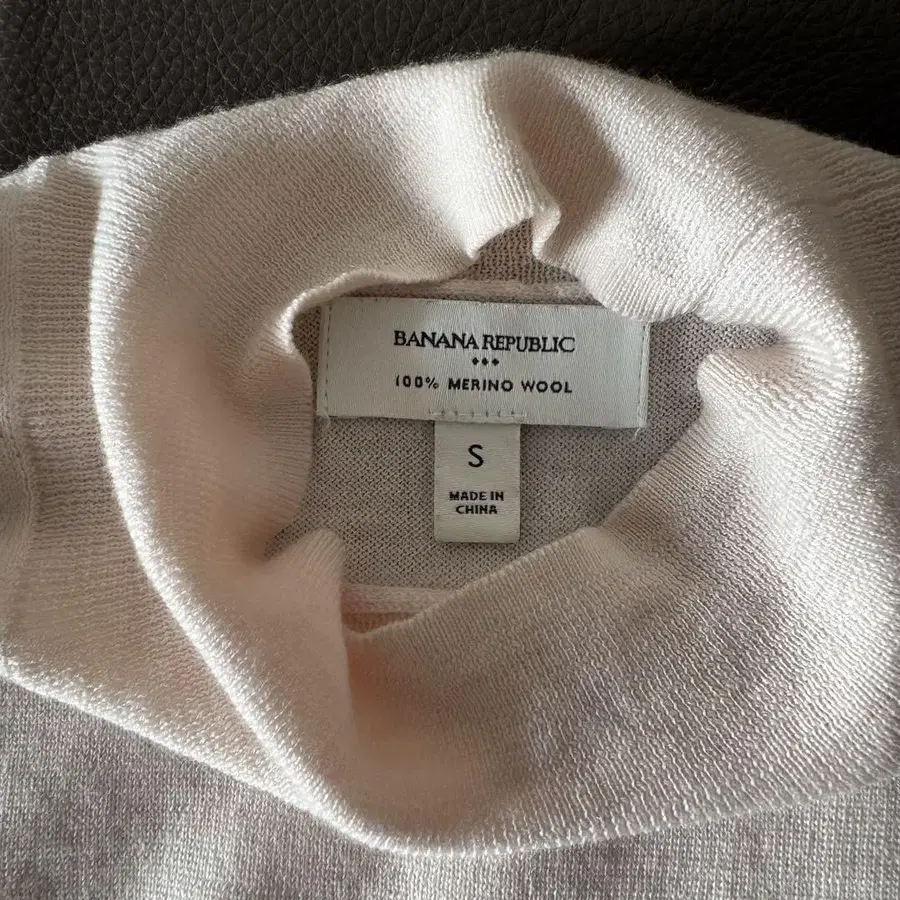 BANANA REPUBLIC
100% MERINO WOOL
S
MADE IN
CHINA